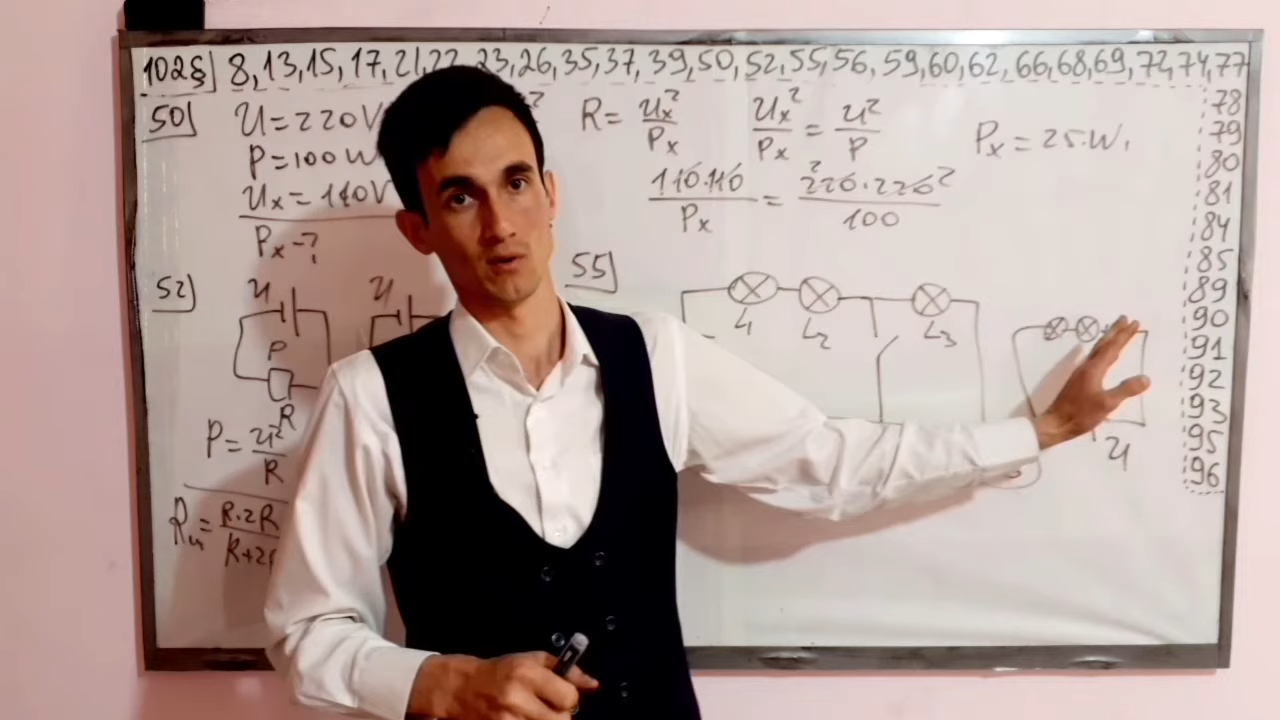 102§] 8,13,15,17,21,22,23,26,35,37,39,50,52,55,56,59,60,62,66,68,69,72,74,77
78
79
80
81
84
85
89
90
91
92
93
95
96
50] U=220V
P=100W
Ux=110V
Px-?
R= Ux²/Px
Ux²/Px = U²/P
110·110/Px = 220·220/100
Px=25·W.
52] U
U
P
R
P=U²/R
55]
L1 L2 L3
U